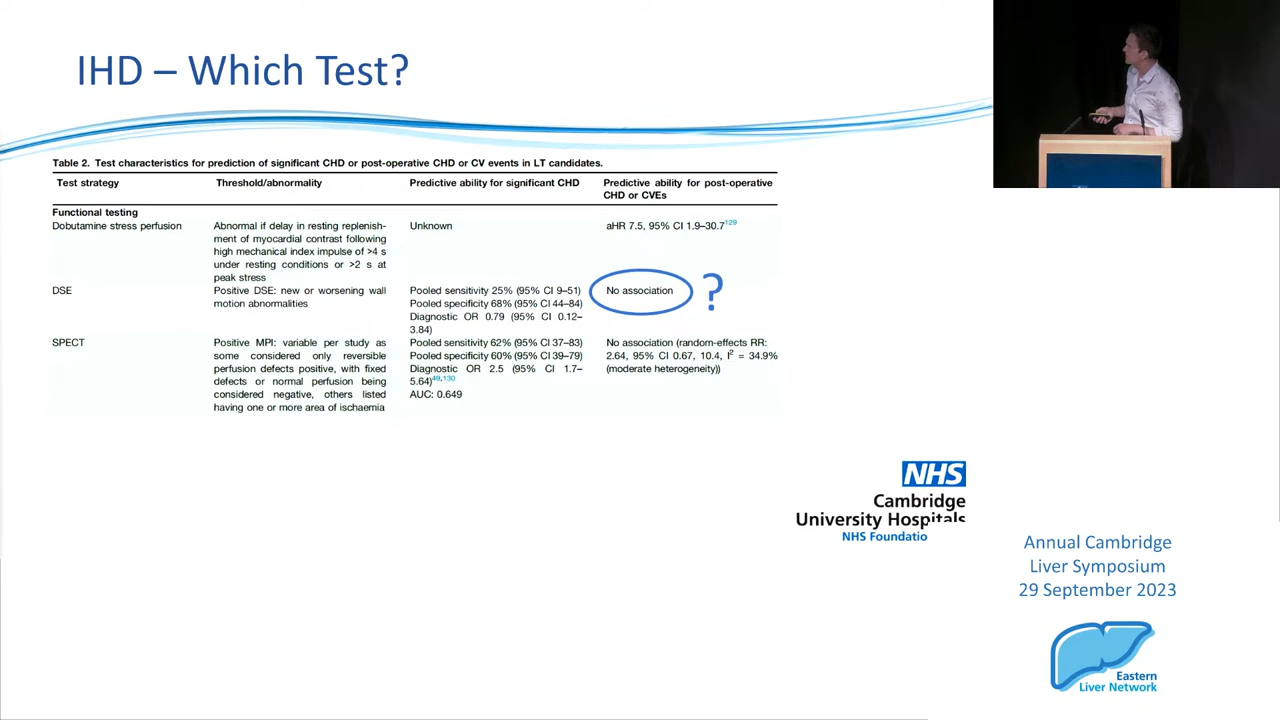 IHD – Which Test?
Table 2. Test characteristics for prediction of significant CHD or post-operative CHD or CV events in LT candidates.
Test strategy
Threshold/abnormality
Predictive ability for significant CHD
Predictive ability for post-operative
CHD or CVEs
Functional testing
Dobutamine stress perfusion
Abnormal if delay in resting replenish-
ment of myocardial contrast following
high mechanical index impulse of >4 s
under resting conditions or >2 s at
peak stress
Unknown
aHR 7.5, 95% CI 1.9–30.7129
DSE
Positive DSE: new or worsening wall
motion abnormalities
Pooled sensitivity 25% (95% CI 9–51)
Pooled specificity 68% (95% CI 44–84)
Diagnostic OR 0.79 (95% CI 0.12–
3.84)
No association
?
SPECT
Positive MPI: variable per study as
some considered only reversible
perfusion defects positive, with fixed
defects or normal perfusion being
considered negative, others listed
having one or more area of ischaemia
Pooled sensitivity 62% (95% CI 37–83)
Pooled specificity 60% (95% CI 39–79)
Diagnostic OR 2.5 (95% CI 1.7–
5.64)49,130
AUC: 0.649
No association (random-effects RR:
2.64, 95% CI 0.67, 10.4, I2 = 34.9%
(moderate heterogeneity))
NHS
Cambridge
University Hospitals
NHS Foundatio
Annual Cambridge
Liver Symposium
29 September 2023
Eastern
Liver Network